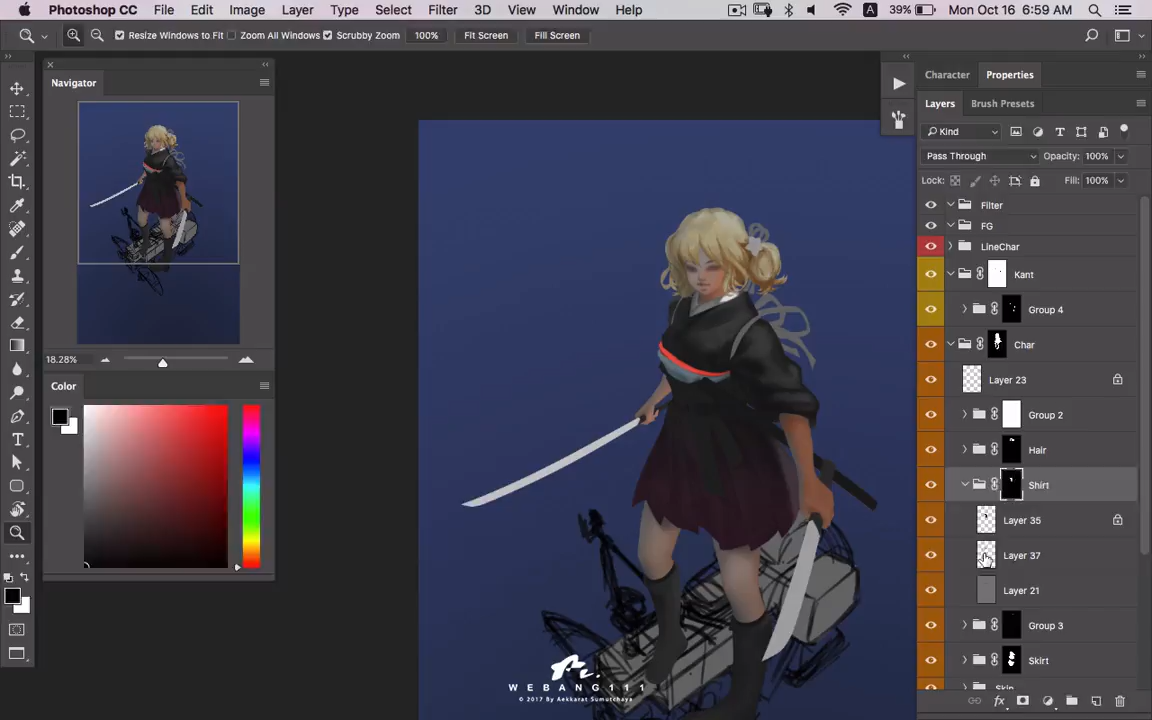 Photoshop CC File Edit Image Layer Type Select Filter 3D View Window Help 39% Mon Oct 16 6:59 AM
Resize Windows to Fit Zoom All Windows Scrubby Zoom 100% Fit Screen Fill Screen
Navigator
18.28%
Color
Character Properties
Layers Brush Presets
Kind
Pass Through Opacity: 100%
Lock: Fill: 100%
Filter
FG
LineChar
Kant
Group 4
Char
Layer 23
Group 2
Hair
Shirt
Layer 35
Layer 37
Layer 21
Group 3
Skirt
Skin
WEBANG111
© 2017 By Aekkarat Sumutchaya